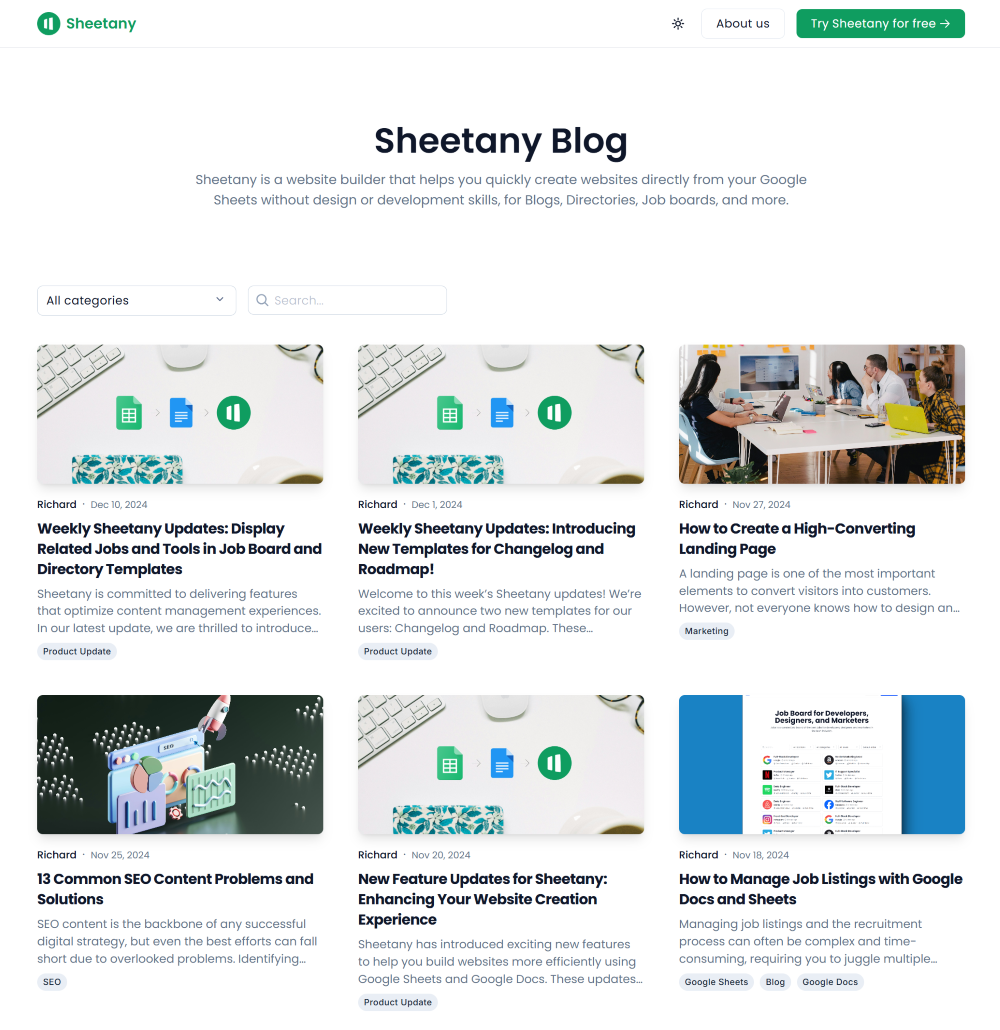 Sheetany
About us
Try Sheetany for free →
Sheetany Blog
Sheetany is a website builder that helps you quickly create websites directly from your Google
Sheets without design or development skills, for Blogs, Directories, Job boards, and more.
All categories
Search...
Richard · Dec 10, 2024
Weekly Sheetany Updates: Display
Related Jobs and Tools in Job Board and
Directory Templates
Sheetany is committed to delivering features
that optimize content management experiences.
In our latest update, we are thrilled to introduce...
Product Update
Richard · Dec 1, 2024
Weekly Sheetany Updates: Introducing
New Templates for Changelog and
Roadmap!
Welcome to this week's Sheetany updates! We're
excited to announce two new templates for our
users: Changelog and Roadmap. These...
Product Update
Richard · Nov 27, 2024
How to Create a High-Converting
Landing Page
A landing page is one of the most important
elements to convert visitors into customers.
However, not everyone knows how to design an...
Marketing
SEO
Richard · Nov 25, 2024
13 Common SEO Content Problems and
Solutions
SEO content is the backbone of any successful
digital strategy, but even the best efforts can fall
short due to overlooked problems. Identifying...
SEO
Richard · Nov 20, 2024
New Feature Updates for Sheetany:
Enhancing Your Website Creation
Experience
Sheetany has introduced exciting new features
to help you build websites more efficiently using
Google Sheets and Google Docs. These updates...
Product Update
Job Board for Developers,
Designers, and Marketers
Richard · Nov 18, 2024
How to Manage Job Listings with Google
Docs and Sheets
Managing job listings and the recruitment
process can often be complex and time-
consuming, requiring you to juggle multiple...
Google Sheets
Blog
Google Docs